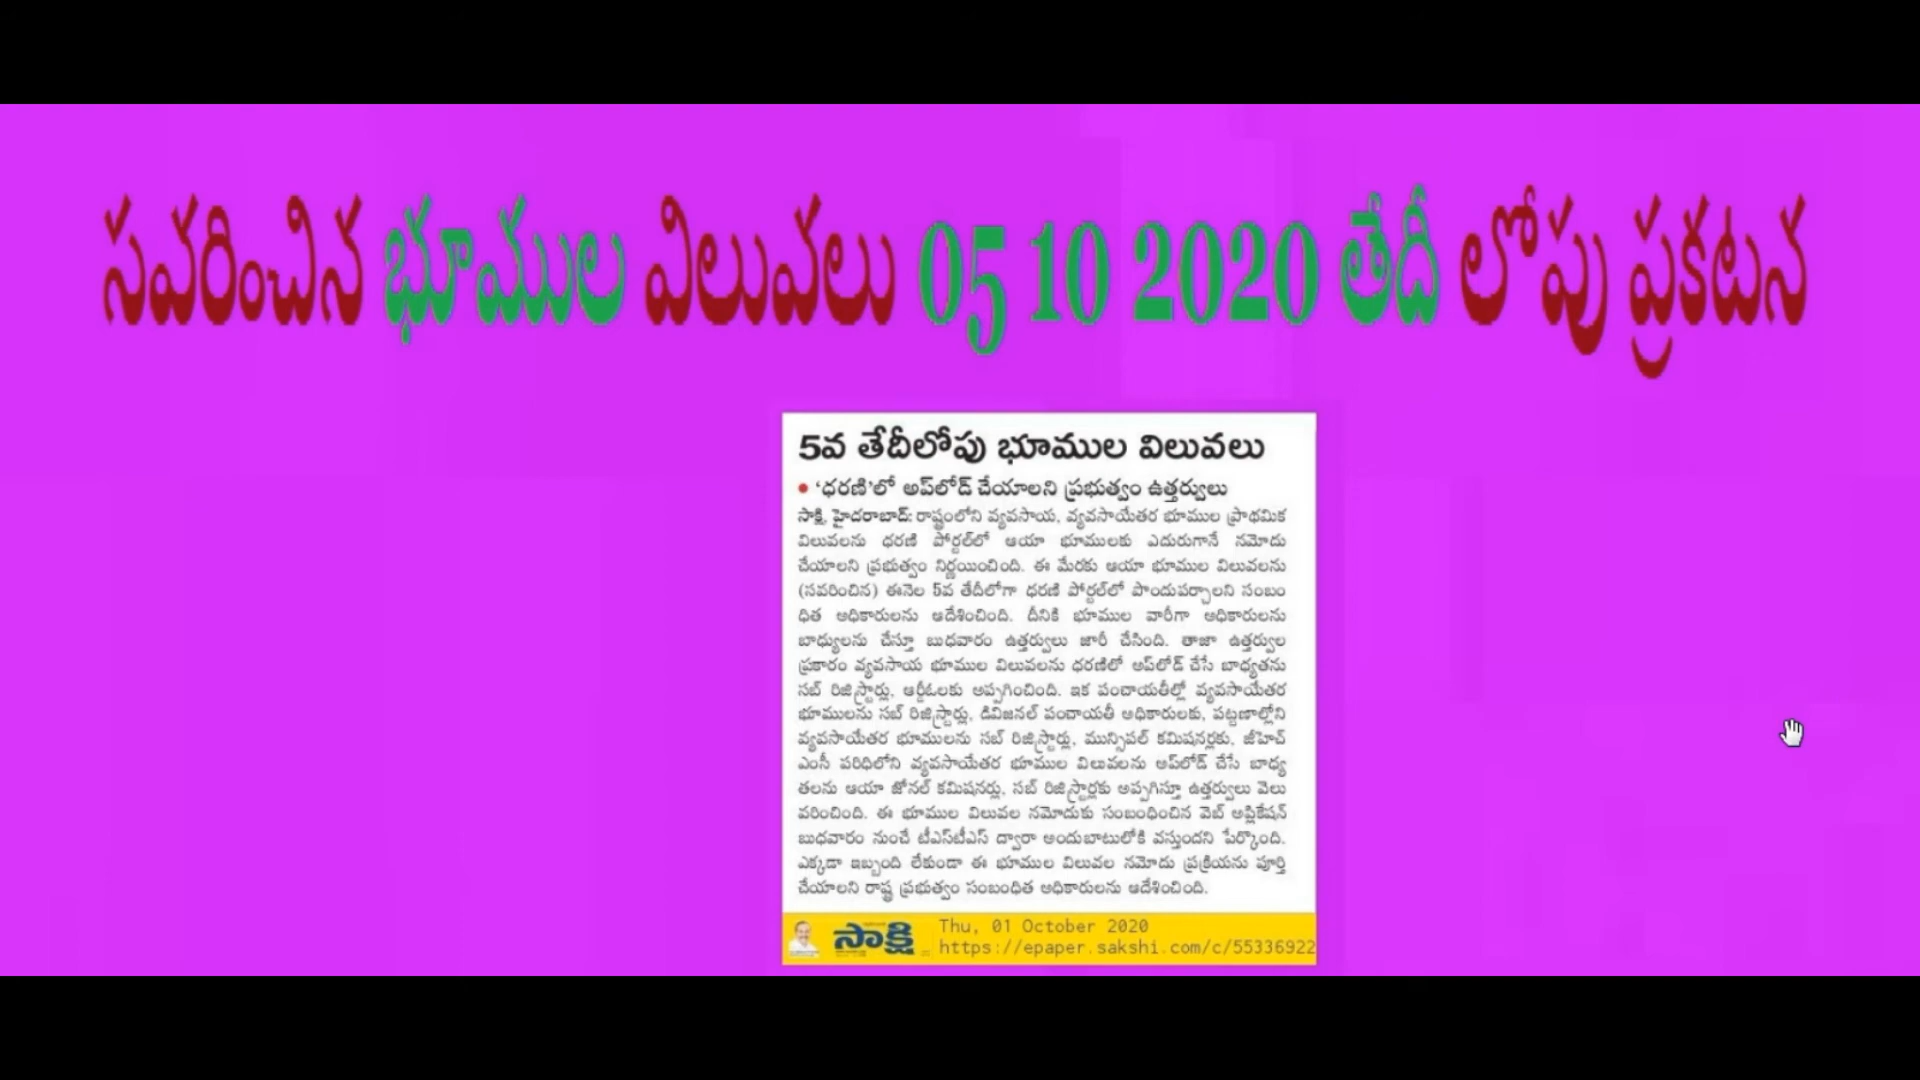 సవరించిన భూముల విలువలు 05 10 2020 తేదీ లోపు ప్రకటన
5వ తేదీలోపు భూముల విలువలు
• ‘ధరణి’లో అప్‌లోడ్ చేయాలని ప్రభుత్వం ఉత్తర్వులు
సాక్షి, హైదరాబాద్: రాష్ట్రంలోని వ్యవసాయ, వ్యవసాయేతర భూముల ప్రాథమిక
విలువలను ధరణి పోర్టల్‌లో ఆయా భూములకు ఎదురుగానే నమోదు
చేయాలని ప్రభుత్వం నిర్ణయించింది. ఈ మేరకు ఆయా భూముల విలువలను
(సవరించిన) ఈనెల 5వ తేదీలోగా ధరణి పోర్టల్‌లో పొందుపర్చాలని సంబం
ధిత అధికారులను ఆదేశించింది. దీనికి భూముల వారీగా అధికారులను
బాధ్యులను చేస్తూ బుధవారం ఉత్తర్వులు జారీ చేసింది. తాజా ఉత్తర్వుల
ప్రకారం వ్యవసాయ భూముల విలువలను ధరణిలో అప్‌లోడ్ చేసే బాధ్యతను
సబ్ రిజిస్ట్రార్లు, ఆర్డీఓలకు అప్పగించింది. ఇక పంచాయతీల్లో వ్యవసాయేతర
భూములను సబ్ రిజిస్ట్రార్లు, డివిజనల్ పంచాయతీ అధికారులకు, పట్టణాల్లోని
వ్యవసాయేతర భూములను సబ్ రిజిస్ట్రార్లు, మున్సిపల్ కమిషనర్లకు, జీహెచ్
ఎంసీ పరిధిలోని వ్యవసాయేతర భూముల విలువలను అప్‌లోడ్ చేసే బాధ్య
తలను ఆయా జోనల్ కమిషనర్లు, సబ్ రిజిస్ట్రార్లకు అప్పగిస్తూ ఉత్తర్వులు వెలు
వరించింది. ఈ భూముల విలువల నమోదుకు సంబంధించిన వెబ్ అప్లికేషన్
బుధవారం నుంచే టీఎస్‌టీఎస్ ద్వారా అందుబాటులోకి వస్తుందని పేర్కొంది.
ఎక్కడా ఇబ్బంది లేకుండా ఈ భూముల విలువల నమోదు ప్రక్రియను పూర్తి
చేయాలని రాష్ట్ర ప్రభుత్వం సంబంధిత అధికారులను ఆదేశించింది.
సాక్షి
Thu, 01 October 2020
https://epaper.sakshi.com/c/55336922